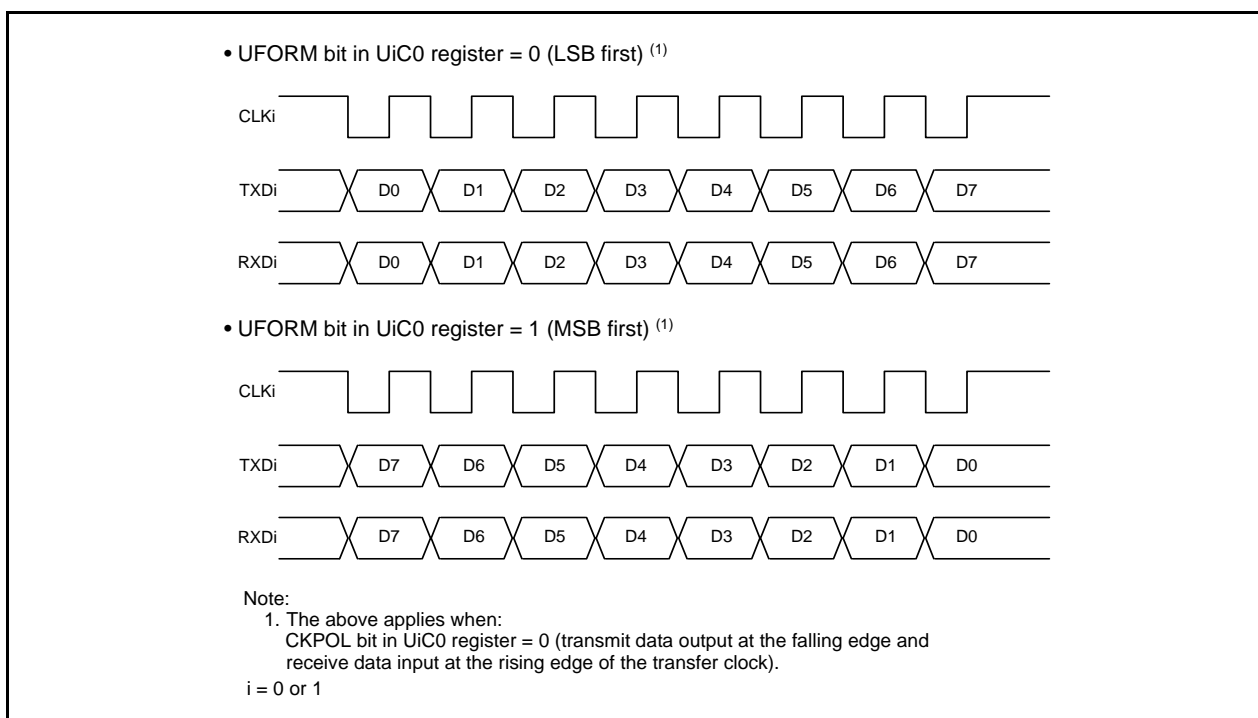 • UFORM bit in UiC0 register = 0 (LSB first) (1)
CLKi
TXDi D0 D1 D2 D3 D4 D5 D6 D7
RXDi D0 D1 D2 D3 D4 D5 D6 D7
• UFORM bit in UiC0 register = 1 (MSB first) (1)
CLKi
TXDi D7 D6 D5 D4 D3 D2 D1 D0
RXDi D7 D6 D5 D4 D3 D2 D1 D0
Note:
1. The above applies when:
CKPOL bit in UiC0 register = 0 (transmit data output at the falling edge and
receive data input at the rising edge of the transfer clock).
i = 0 or 1